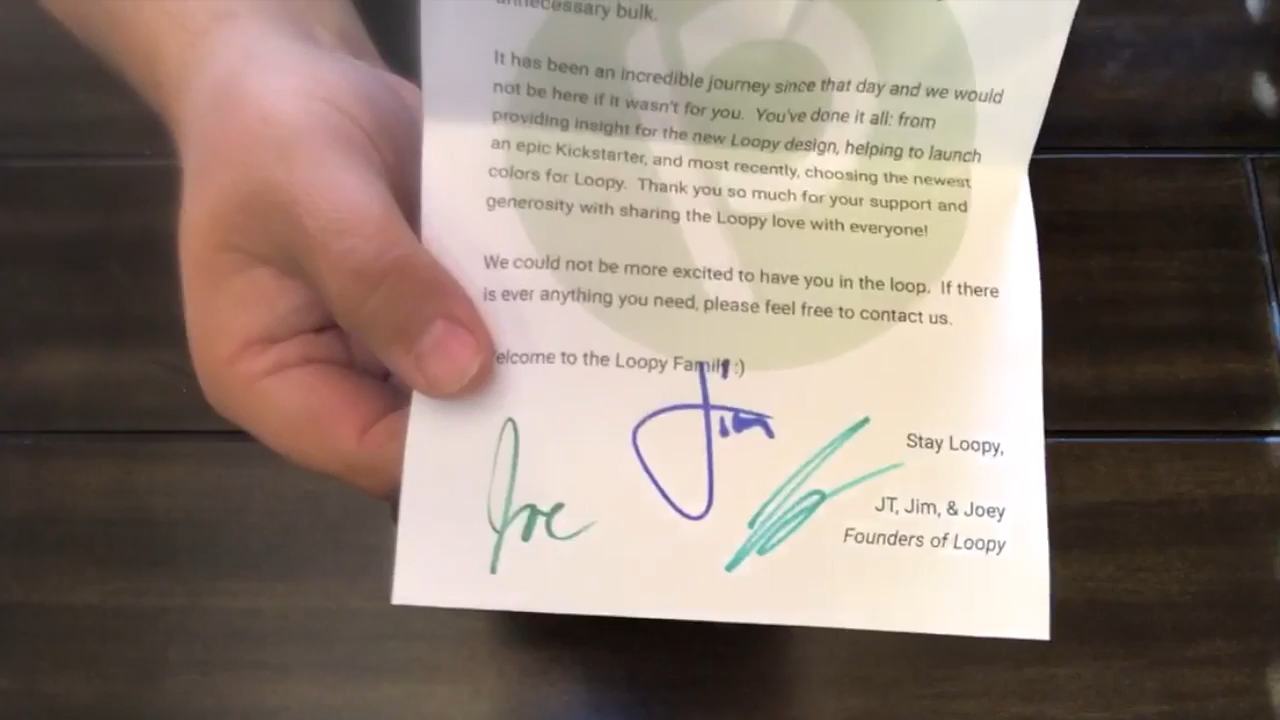 unnecessary bulk.
It has been an incredible journey since that day and we would
not be here if it wasn't for you. You've done it all: from
providing insight for the new Loopy design, helping to launch
an epic Kickstarter, and most recently, choosing the newest
colors for Loopy. Thank you so much for your support and
generosity with sharing the Loopy love with everyone!
We could not be more excited to have you in the loop. If there
is ever anything you need, please feel free to contact us.
elcome to the Loopy Family :)
Jim
Joe
Stay Loopy,
JT, Jim, & Joey
Founders of Loopy